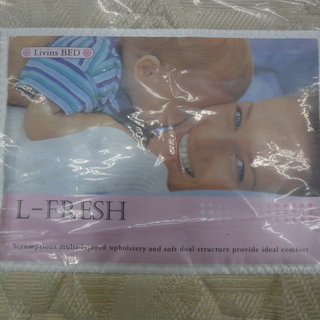 Livins BED
L-FRESH
Scrumptious multi-layered upholstery and soft dual structure provide ideal comfort